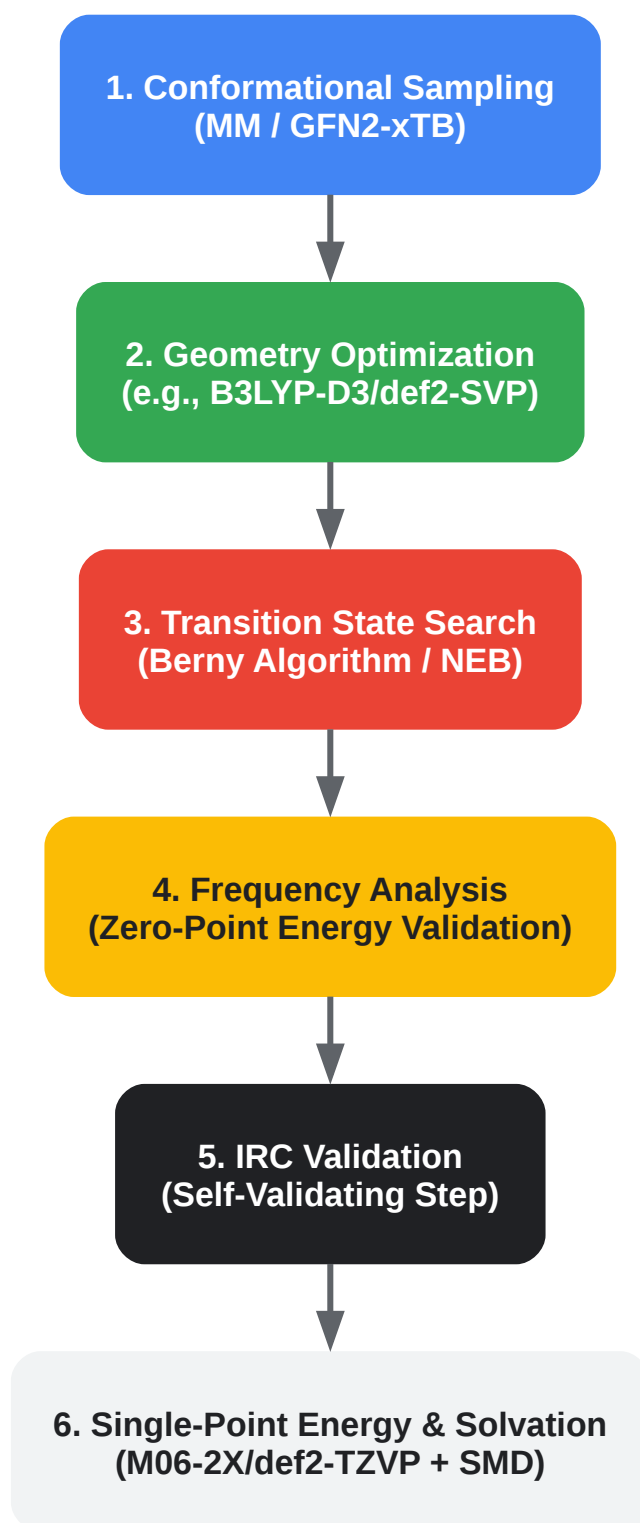 1. Conformational Sampling
(MM / GFN2-xTB)
2. Geometry Optimization
(e.g., B3LYP-D3/def2-SVP)
3. Transition State Search
(Berny Algorithm / NEB)
4. Frequency Analysis
(Zero-Point Energy Validation)
5. IRC Validation
(Self-Validating Step)
6. Single-Point Energy & Solvation
(M06-2X/def2-TZVP + SMD)